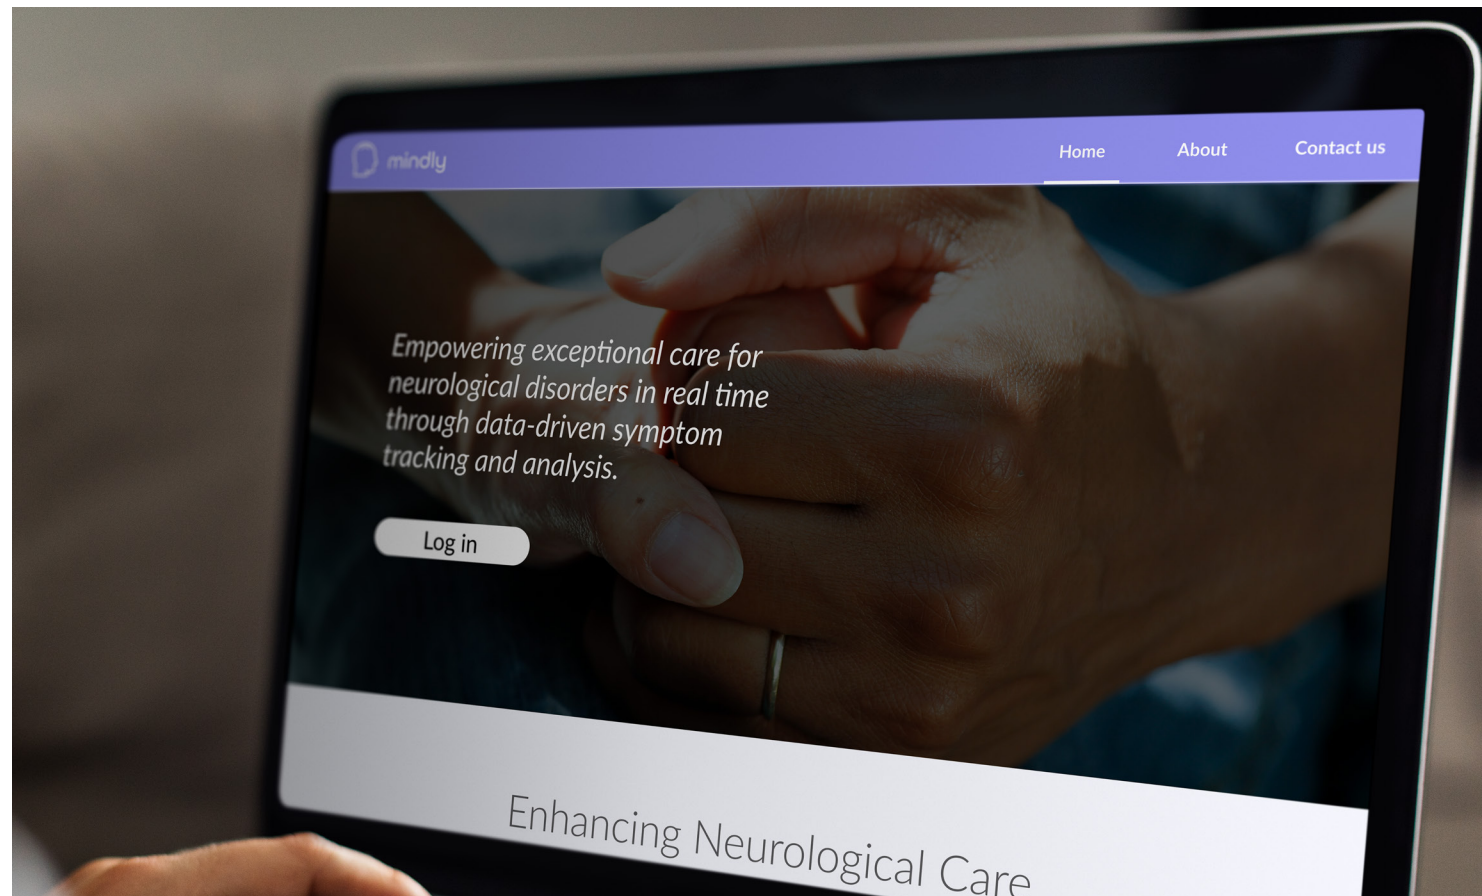 mindly
Home
About
Contact us
Empowering exceptional care for
neurological disorders in real time
through data-driven symptom
tracking and analysis.
Log in
Enhancing Neurological Care